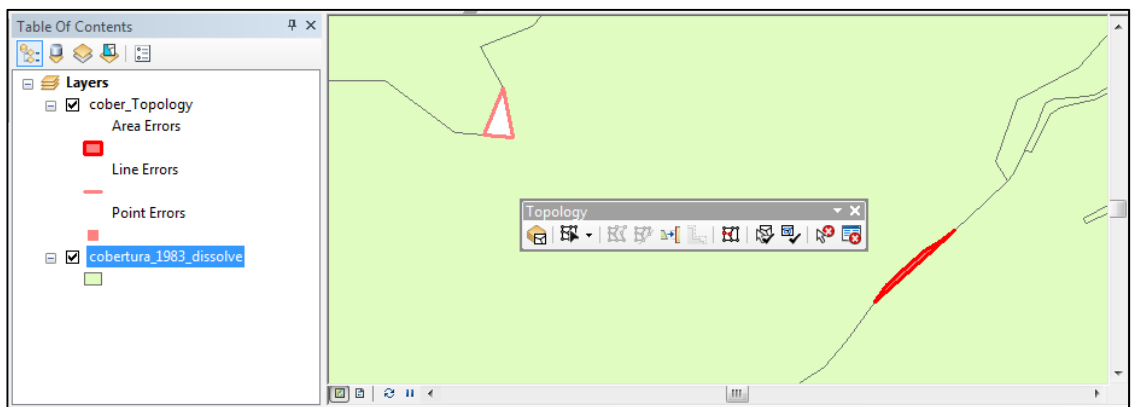 Table Of Contents
Layers
cober_Topology
Area Errors
Line Errors
Point Errors
cobertura_1983_dissolve
Topology